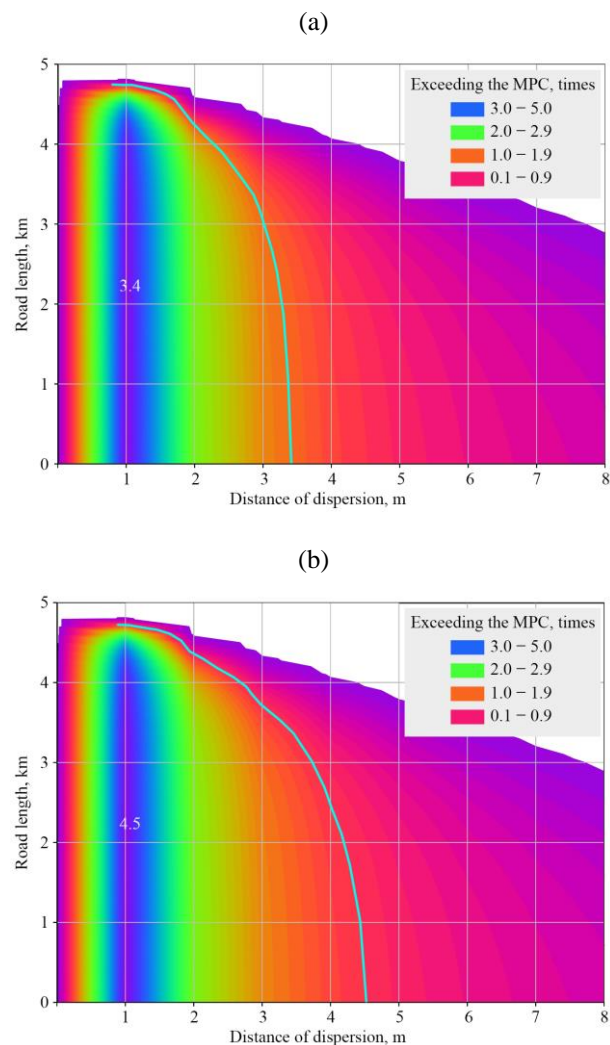 (a)
5
4
3
2
1
0
Road length, km
Exceeding the MPC, times
3.0 – 5.0
2.0 – 2.9
1.0 – 1.9
0.1 – 0.9
3.4
1 2 3 4 5 6 7 8
Distance of dispersion, m
(b)
5
4
3
2
1
0
Road length, km
Exceeding the MPC, times
3.0 – 5.0
2.0 – 2.9
1.0 – 1.9
0.1 – 0.9
4.5
1 2 3 4 5 6 7 8
Distance of dispersion, m